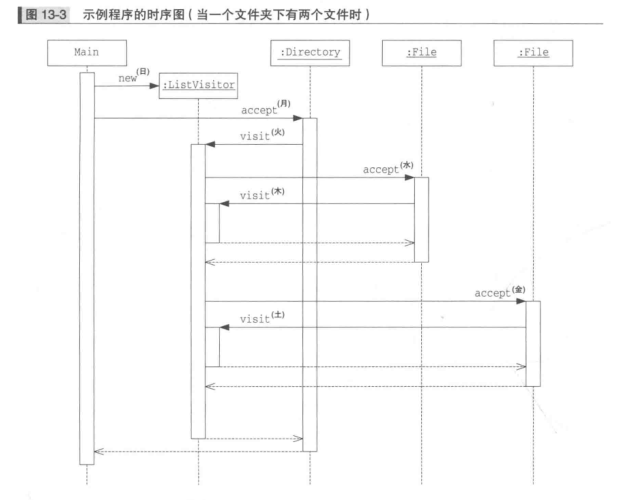 图 13-3 示例程序的时序图（当一个文件夹下有两个文件时）
Main
:Directory
:File
:File
new(日)
:ListVisitor
accept(月)
visit(火)
accept(水)
visit(木)
accept(金)
visit(土)